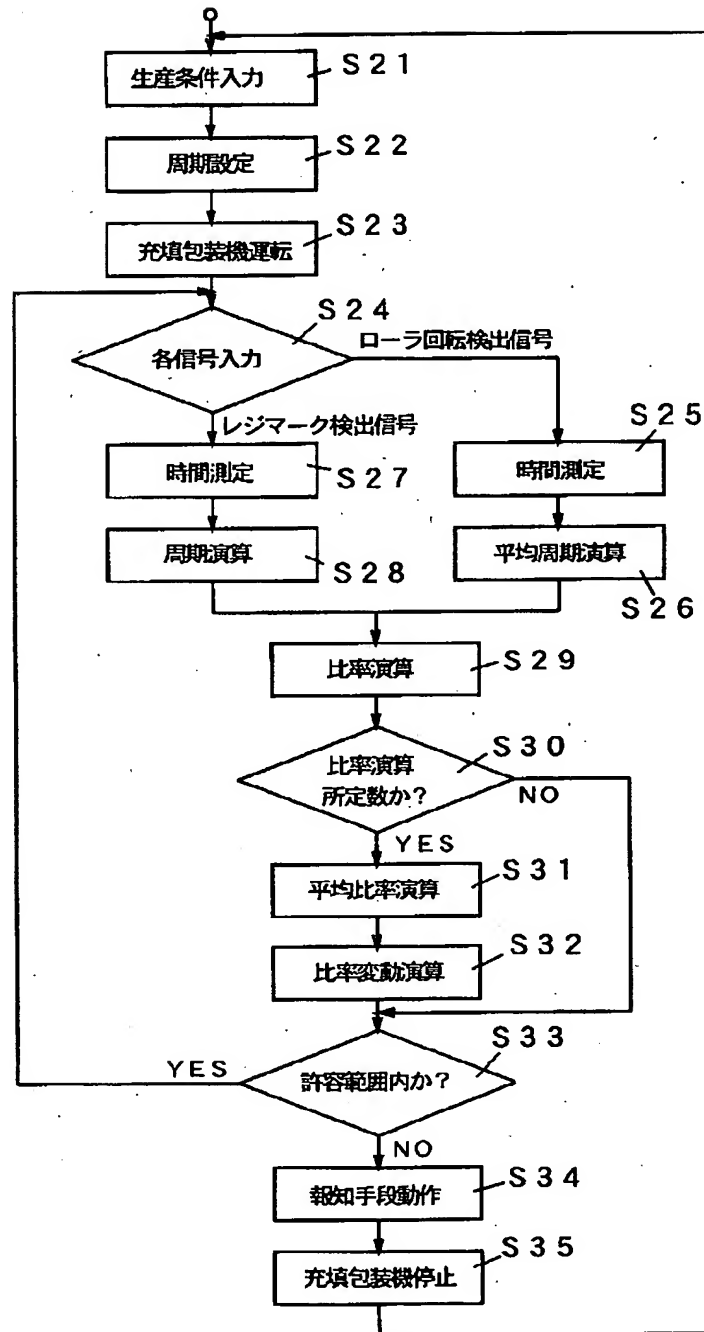 生産条件入力
S21
周期設定
S22
充填包装機運転
S23
各信号入力
S24
ローラ回転検出信号
レジマーク検出信号
時間測定
S27
時間測定
S25
周期演算
S28
平均周期演算
S26
比率演算
S29
比率演算
所定数か?
S30
NO
YES
平均比率演算
S31
比率変動演算
S32
許容範囲内か?
S33
YES
NO
報知手段動作
S34
充填包装機停止
S35